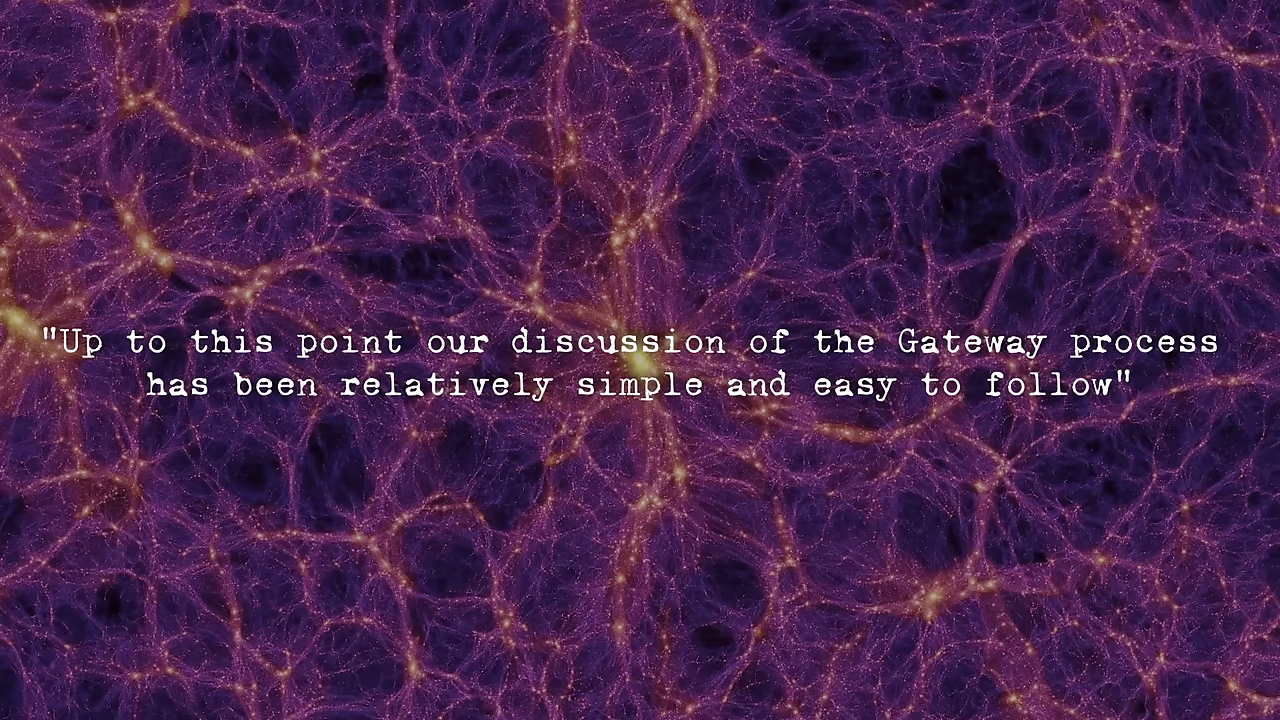 "Up to this point our discussion of the Gateway process
has been relatively simple and easy to follow"